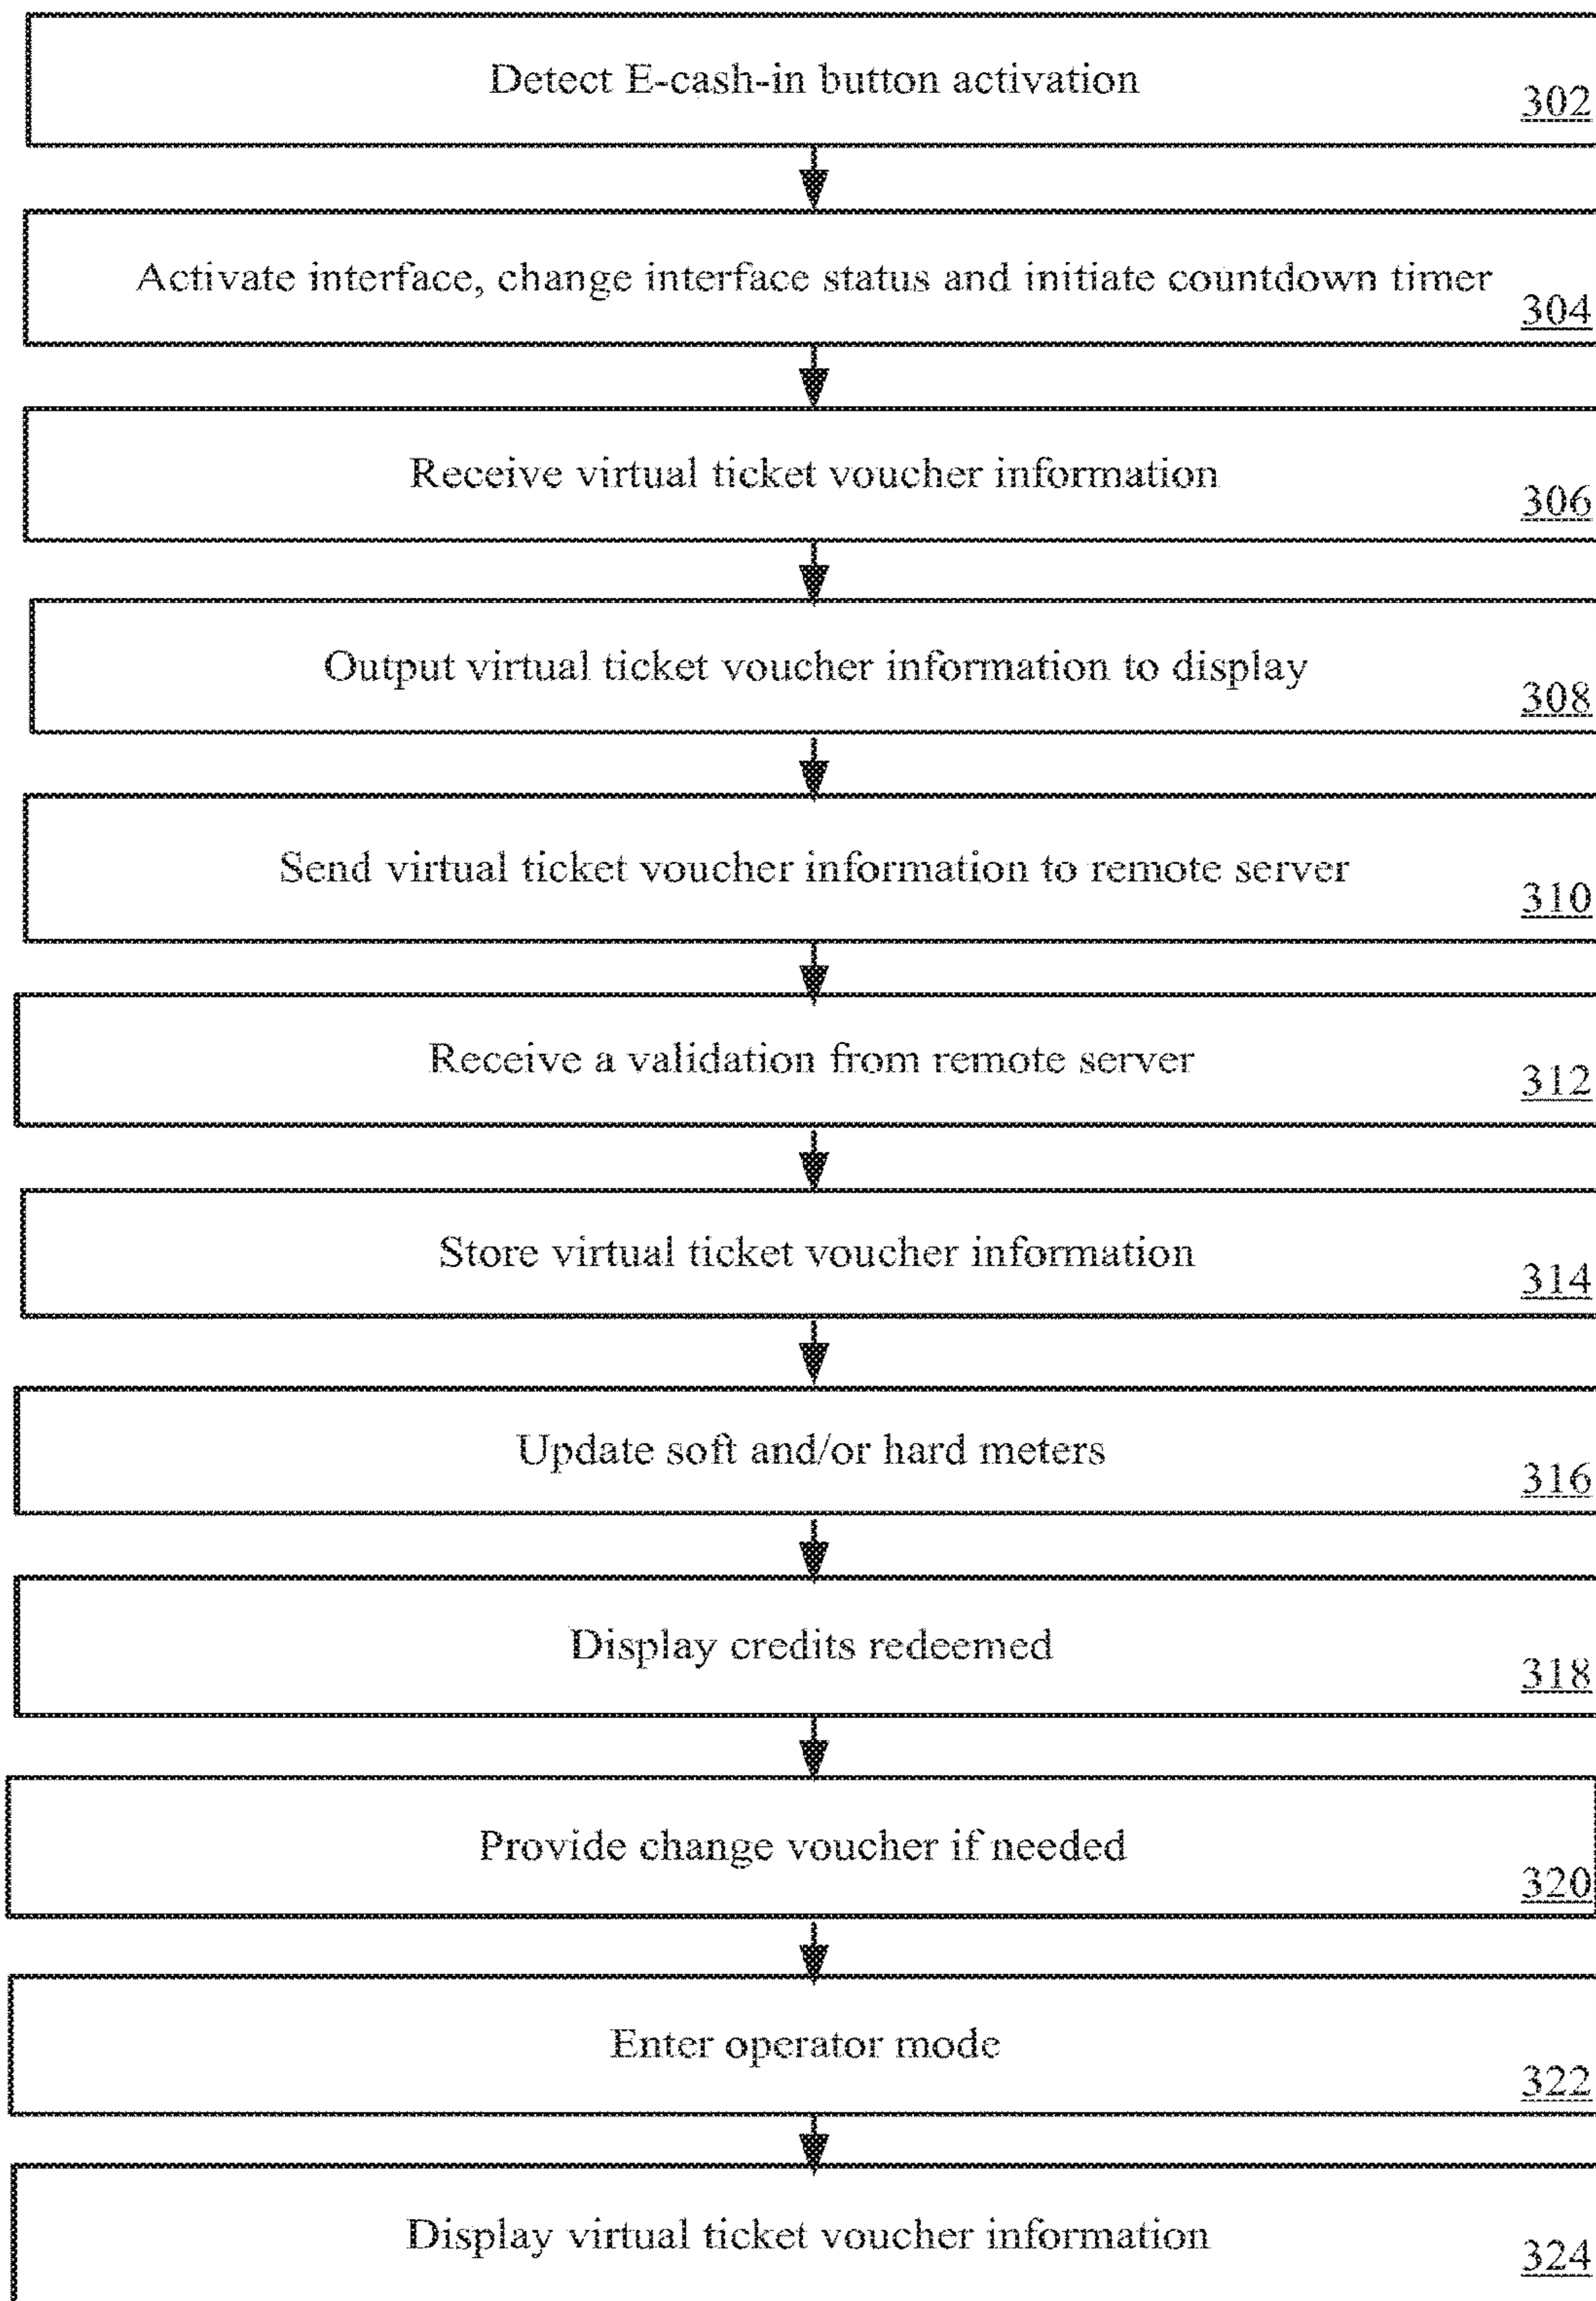 Detect E-cash-in button activation
302
Activate interface, change interface status and initiate countdown timer
304
Receive virtual ticket voucher information
306
Output virtual ticket voucher information to display
308
Send virtual ticket voucher information to remote server
310
Receive a validation from remote server
312
Store virtual ticket voucher information
314
Update soft and/or hard meters
316
Display credits redeemed
318
Provide change voucher if needed
320
Enter operator mode
322
Display virtual ticket voucher information
324